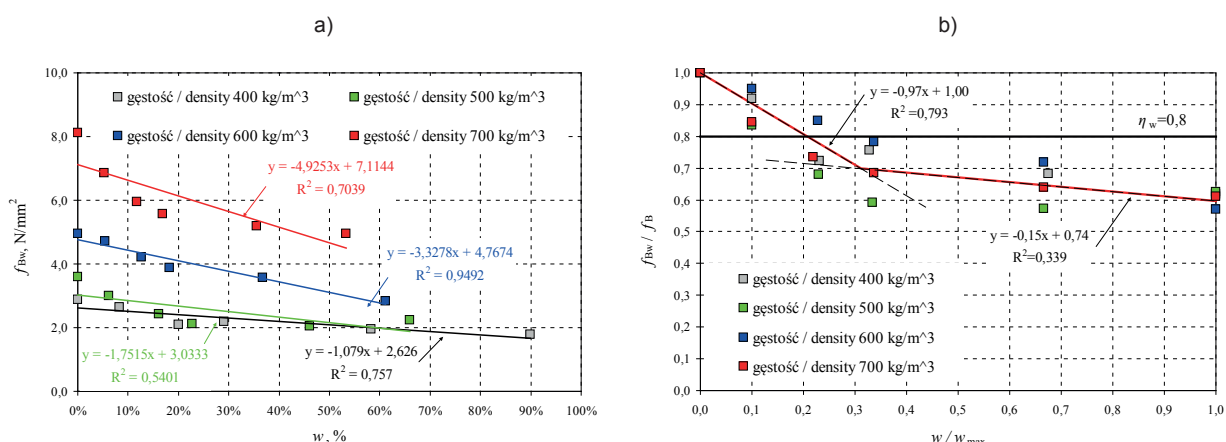 a)
10,0
8,0
6,0
4,0
2,0
0,0
f_Bw, N/mm²
gęstość / density 400 kg/m^3
gęstość / density 500 kg/m^3
gęstość / density 600 kg/m^3
gęstość / density 700 kg/m^3
y = -4,9253x + 7,1144
R² = 0,7039
y = -3,3278x + 4,7674
R² = 0,9492
y = -1,7515x + 3,0333
R² = 0,5401
y = -1,079x + 2,626
R² = 0,757
0% 10% 20% 30% 40% 50% 60% 70% 80% 90% 100%
w, %
b)
1,0
0,9
0,8
0,7
0,6
0,5
0,4
0,3
0,2
0,1
0,0
f_Bw / f_B
y = -0,97x + 1,00
R² =0,793
η_w=0,8
y = -0,15x + 0,74
R²=0,339
gęstość / density 400 kg/m^3
gęstość / density 500 kg/m^3
gęstość / density 600 kg/m^3
gęstość / density 700 kg/m^3
0,0 0,1 0,2 0,3 0,4 0,5 0,6 0,7 0,8 0,9 1,0
w / w_max